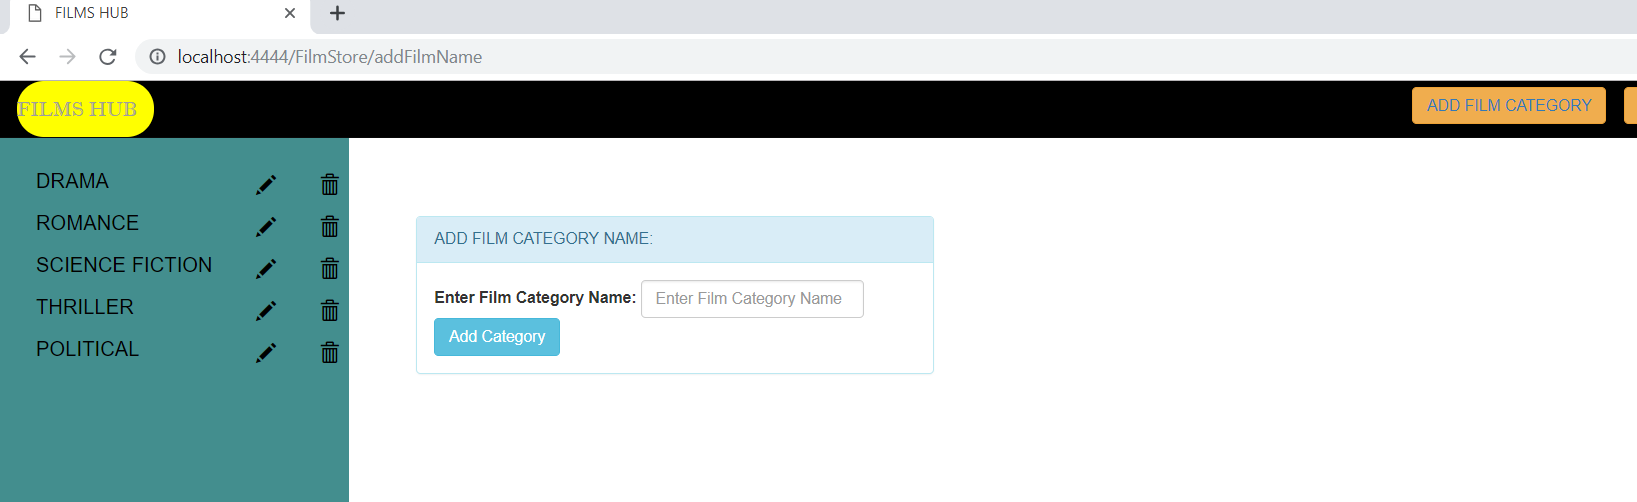 FILMS HUB
localhost:4444/FilmStore/addFilmName
FILMS HUB
ADD FILM CATEGORY
DRAMA
ROMANCE
SCIENCE FICTION
THRILLER
POLITICAL
ADD FILM CATEGORY NAME:
Enter Film Category Name: Enter Film Category Name
Add Category